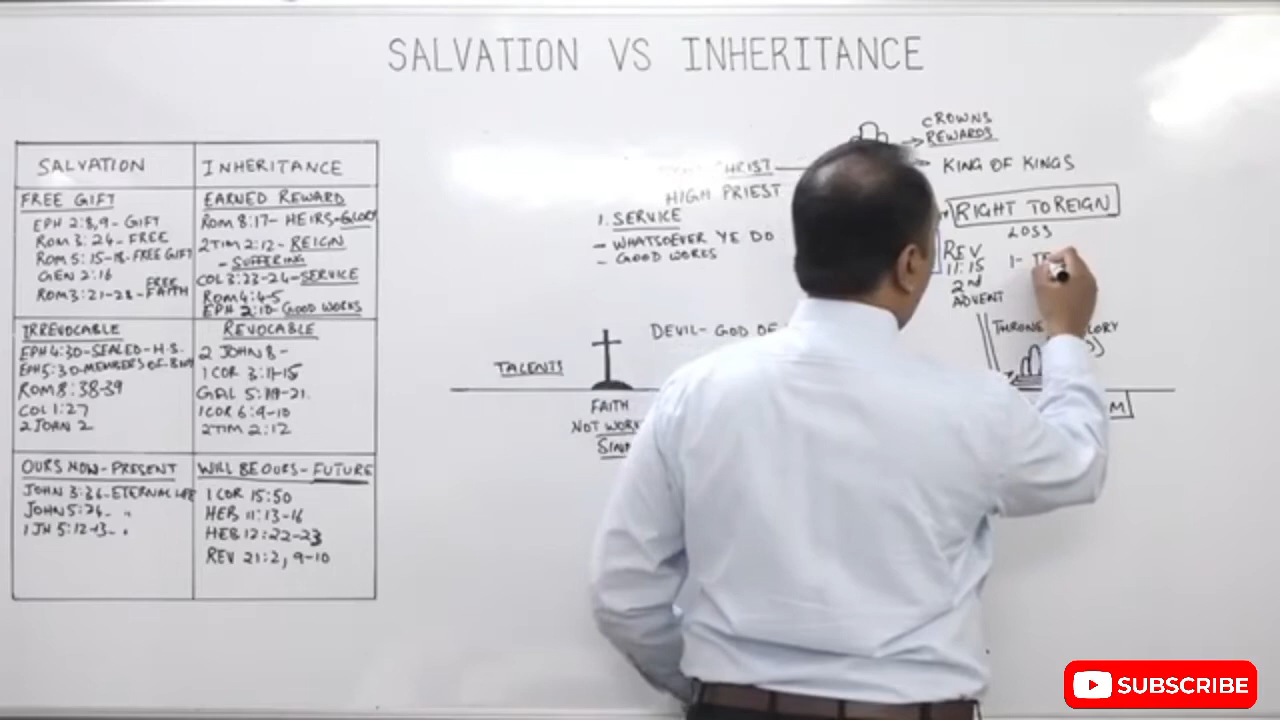 SALVATION VS INHERITANCE
SALVATION
FREE GIFT
EPH 2:8,9- GIFT
ROM 3:24- FREE
ROM 5:15-18-FREE GIFT
GEN 2:16
ROM 3:21-28-FREE FAITH
IRREVOCABLE
EPH 4:30-SEALED-H.S.
EPH 5:30-MEMBERS OF BODY
ROM 8:38-39
COL 1:27
2 JOHN 2
OURS NOW-PRESENT
JOHN 3:36-ETERNAL LIFE
JOHN 5:24- "
1 JH 5:12-13- "
INHERITANCE
EARNED REWARD
ROM 8:17- HEIRS-GLORY
2 TIM 2:12- REIGN
- SUFFERING
COL 3:23-24-SERVICE
ROM 4:4-5
EPH 2:10-GOOD WORKS
REVOCABLE
2 JOHN 8-
1 COR 3:11-15
GAL 5:19-21.
1 COR 6:9-10
2 TIM 2:12
WILL BE OURS-FUTURE
1 COR 15:50
HEB 11:13-16
HEB 12:22-23
REV 21:2, 9-10
HIGH PRIEST
1. SERVICE
- WHATSOEVER YE DO
- GOOD WORKS
DEVIL- GOD OF
TALENTS
FAITH
NOT WORK
CROWNS
REWARDS
KING OF KINGS
RIGHT TO REIGN
LOSS
1-
REV
11:15
2nd
ADVENT
SUBSCRIBE